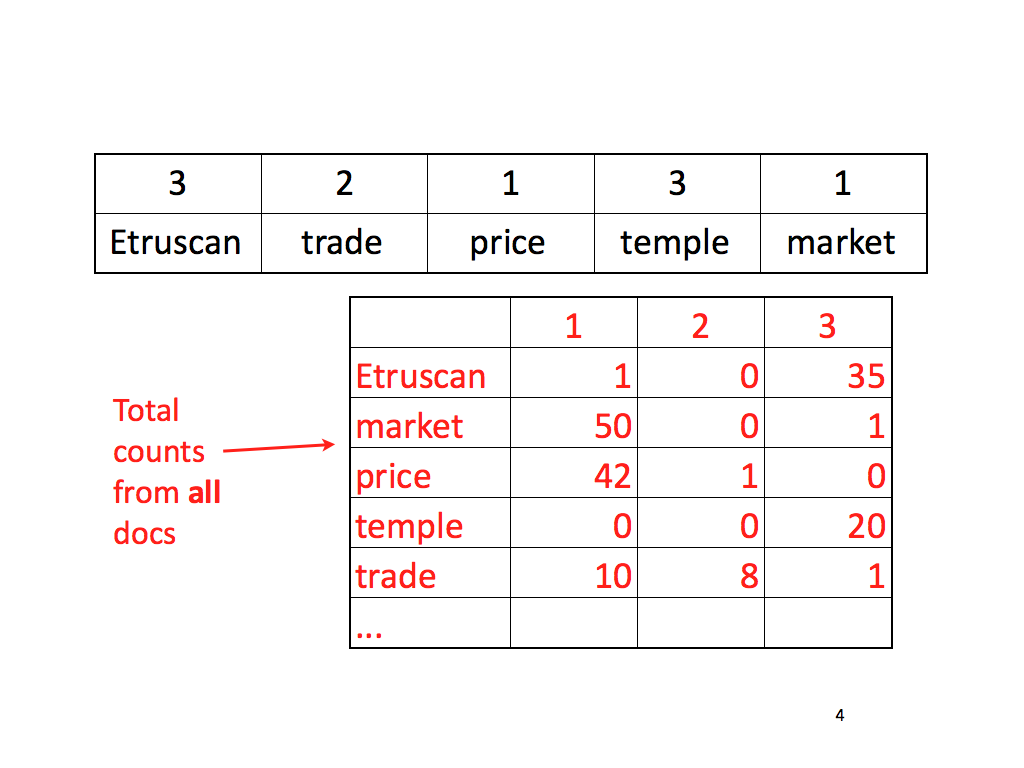 3 2 1 3 1
Etruscan trade price temple market
1 2 3
Etruscan 1 0 35
market 50 0 1
price 42 1 0
temple 0 0 20
trade 10 8 1
...
Total
counts
from all
docs
4